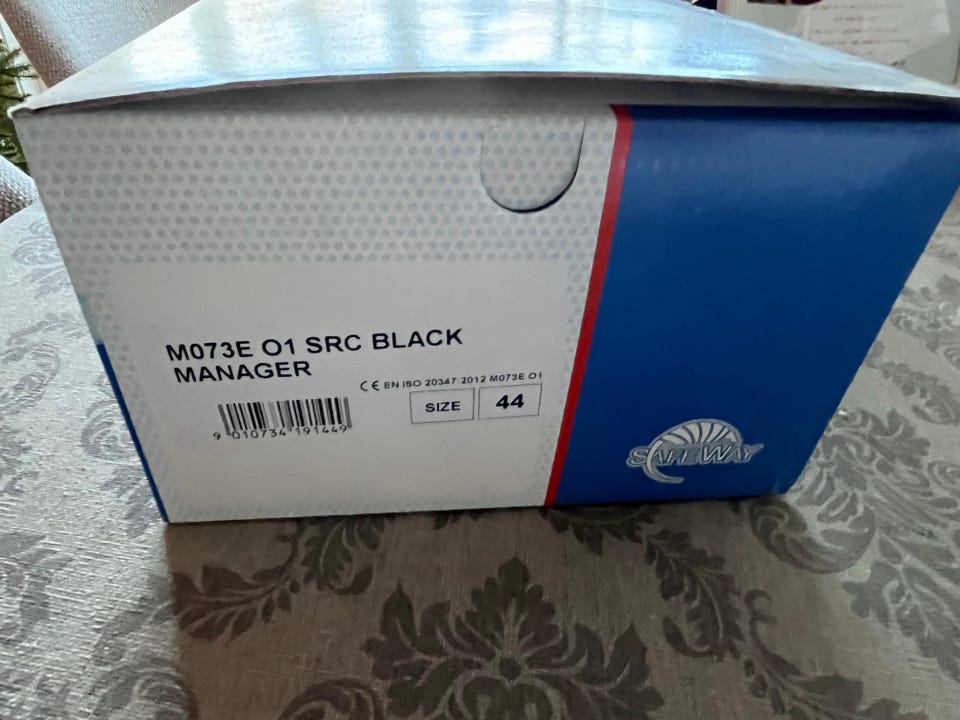 M073E O1 SRC BLACK
MANAGER
CE EN ISO 20347 2012 M073E O1
9 010734 191449
SIZE 44
SAFEWAY